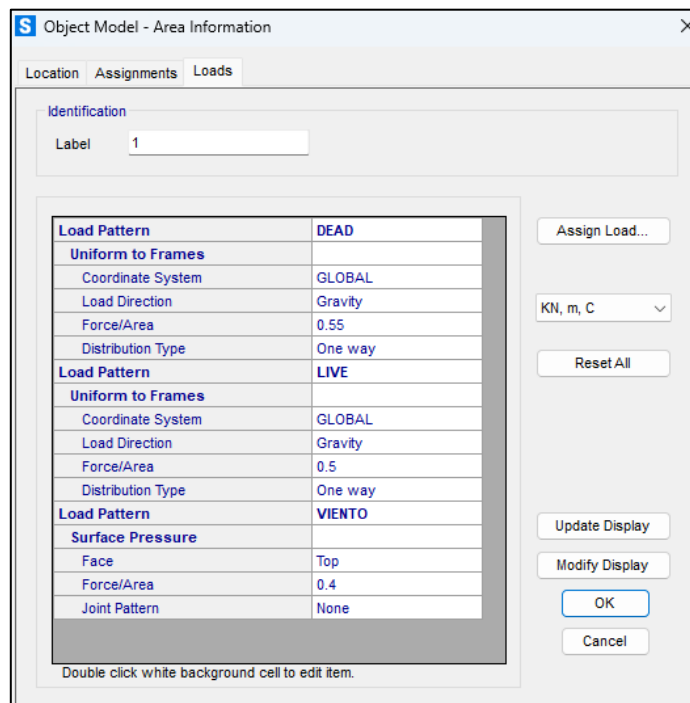 S Object Model - Area Information
Location Assignments Loads
Identification
Label 1
Load Pattern DEAD
Uniform to Frames
Coordinate System GLOBAL
Load Direction Gravity
Force/Area 0.55
Distribution Type One way
Load Pattern LIVE
Uniform to Frames
Coordinate System GLOBAL
Load Direction Gravity
Force/Area 0.5
Distribution Type One way
Load Pattern VIENTO
Surface Pressure
Face Top
Force/Area 0.4
Joint Pattern None
Double click white background cell to edit item.
Assign Load...
KN, m, C
Reset All
Update Display
Modify Display
OK
Cancel